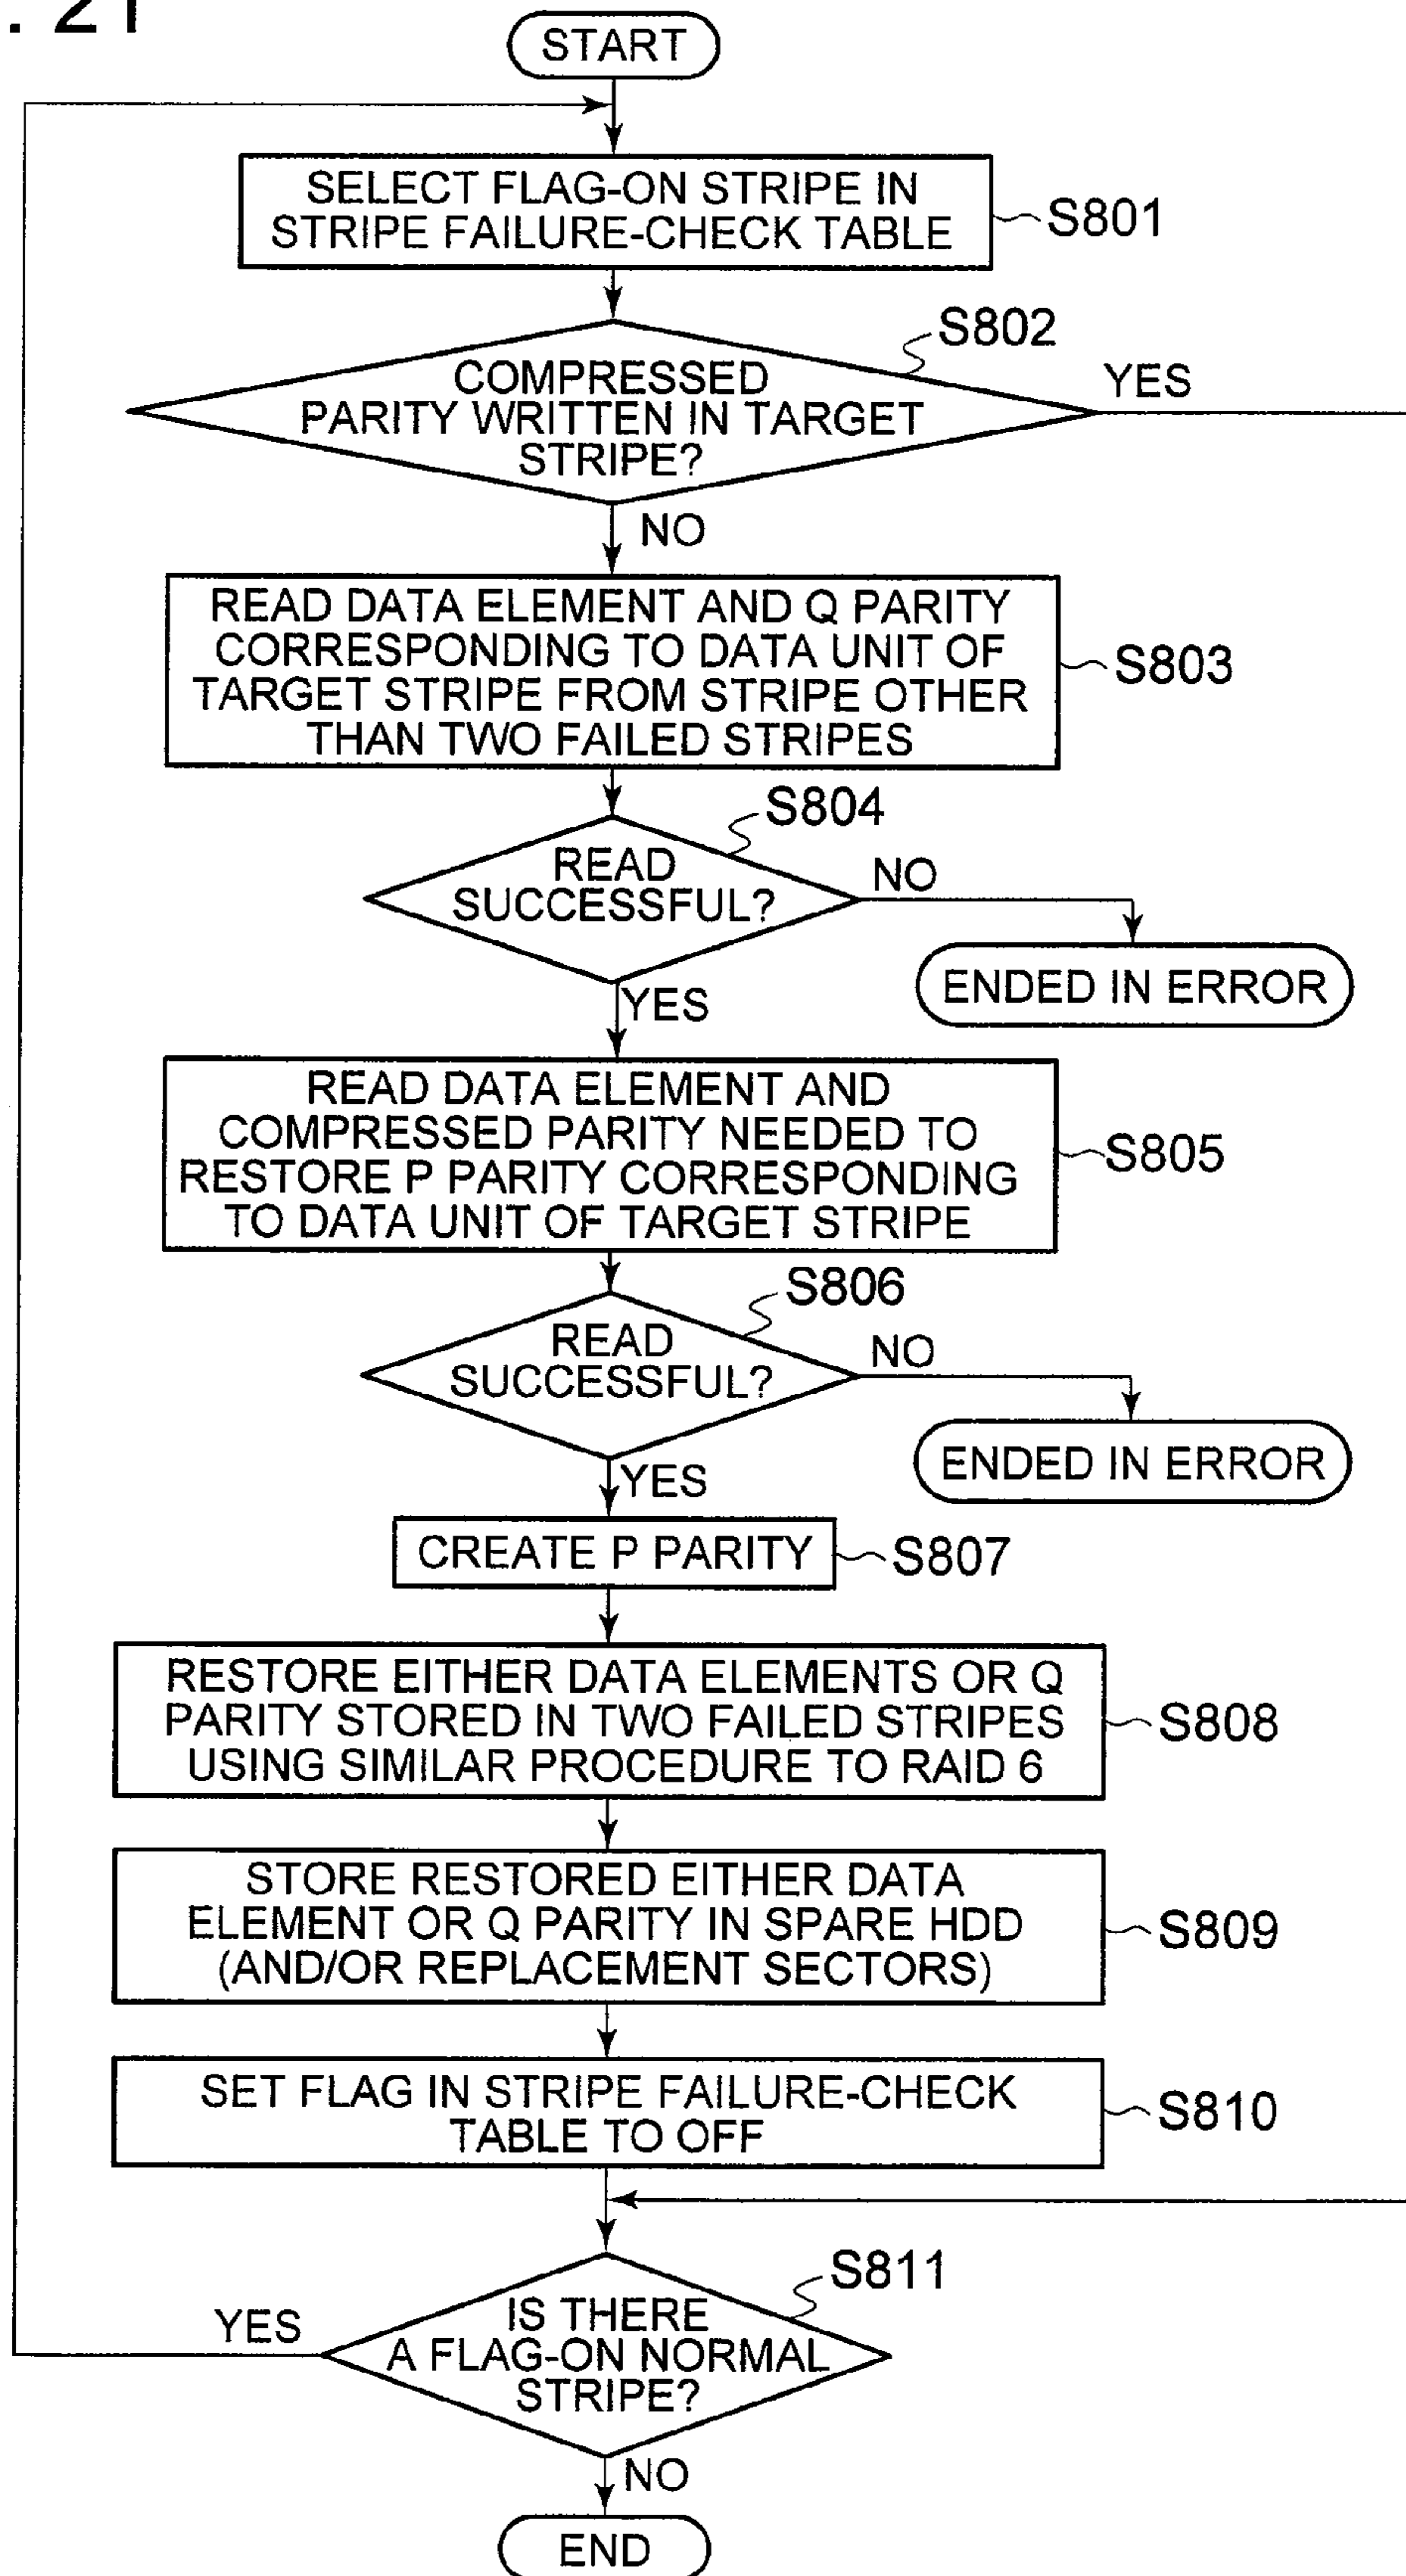 . 21
START
SELECT FLAG-ON STRIPE IN
STRIPE FAILURE-CHECK TABLE
S801
S802
COMPRESSED
PARITY WRITTEN IN TARGET
STRIPE?
YES
NO
READ DATA ELEMENT AND Q PARITY
CORRESPONDING TO DATA UNIT OF
TARGET STRIPE FROM STRIPE OTHER
THAN TWO FAILED STRIPES
S803
S804
READ
SUCCESSFUL?
NO
ENDED IN ERROR
YES
READ DATA ELEMENT AND
COMPRESSED PARITY NEEDED TO
RESTORE P PARITY CORRESPONDING
TO DATA UNIT OF TARGET STRIPE
S805
S806
READ
SUCCESSFUL?
NO
ENDED IN ERROR
YES
CREATE P PARITY
S807
RESTORE EITHER DATA ELEMENTS OR Q
PARITY STORED IN TWO FAILED STRIPES
USING SIMILAR PROCEDURE TO RAID 6
S808
STORE RESTORED EITHER DATA
ELEMENT OR Q PARITY IN SPARE HDD
(AND/OR REPLACEMENT SECTORS)
S809
SET FLAG IN STRIPE FAILURE-CHECK
TABLE TO OFF
S810
S811
IS THERE
A FLAG-ON NORMAL
STRIPE?
YES
NO
END